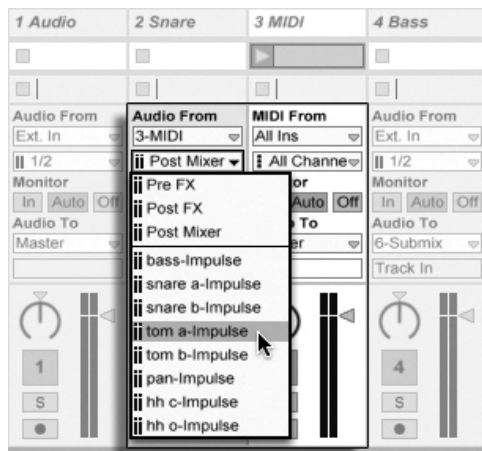 1 Audio 2 Snare 3 MIDI 4 Bass
Audio From Audio From MIDI From Audio From
Ext. In 3-MIDI All Ins Ext. In
1/2 Post Mixer All Channe 1/2
Monitor or Monitor
In Auto Off Auto Off In Auto Off
Audio To o To Audio To
Master er 6-Submix
Track In
Pre FX
Post FX
Post Mixer
bass-Impulse
snare a-Impulse
snare b-Impulse
tom a-Impulse
tom b-Impulse
pan-Impulse
hh c-Impulse
hh o-Impulse
1 4
S S